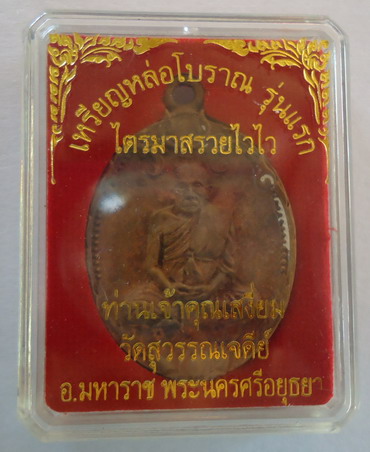 เหรียญหล่อโบราณ รุ่นแรก
ไตรมาสรวยไวไว
ท่านเจ้าคุณเสงี่ยม
วัดสุวรรณเจดีย์
อ.มหาราช พระนครศรีอยุธยา